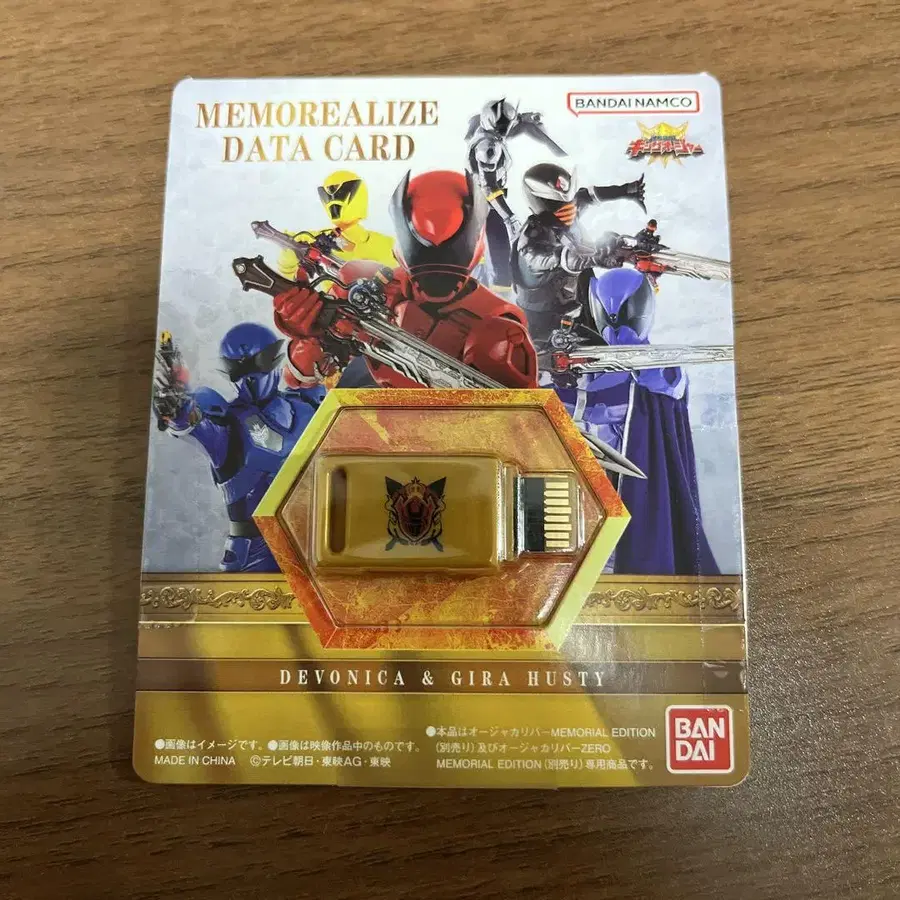 MEMOREALIZE
DATA CARD
BANDAI NAMCO
キングオージャー
DEVONICA & GIRA HUSTY
●画像はイメージです。●画像は映像作品中のものです。
MADE IN CHINA ©テレビ朝日・東映AG・東映
●本品はオージャカリバーMEMORIAL EDITION
(別売り)及びオージャカリバーZERO
MEMORIAL EDITION(別売り)専用商品です。
BAN
DAI